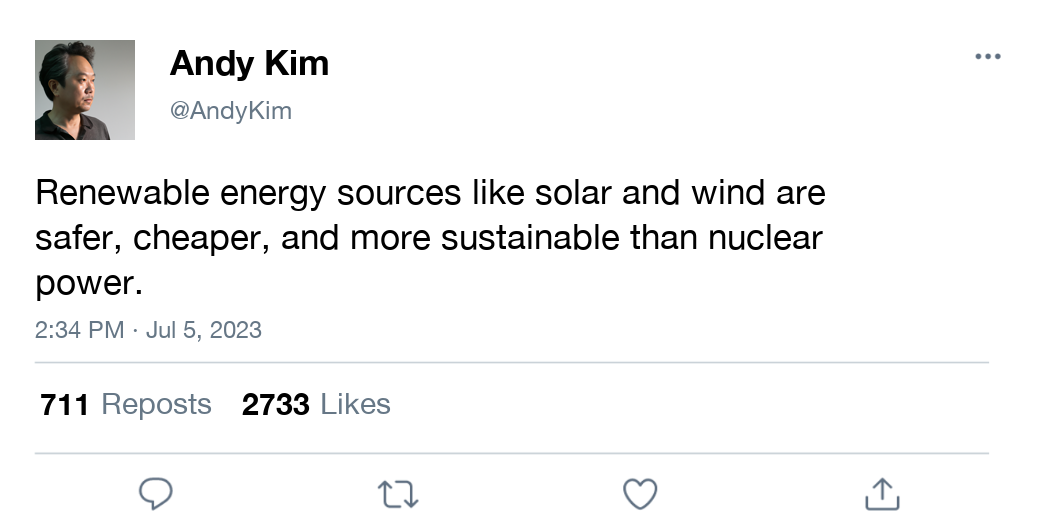 Andy Kim
@AndyKim
Renewable energy sources like solar and wind are
safer, cheaper, and more sustainable than nuclear
power.
2:34 PM · Jul 5, 2023
711 Reposts 2733 Likes